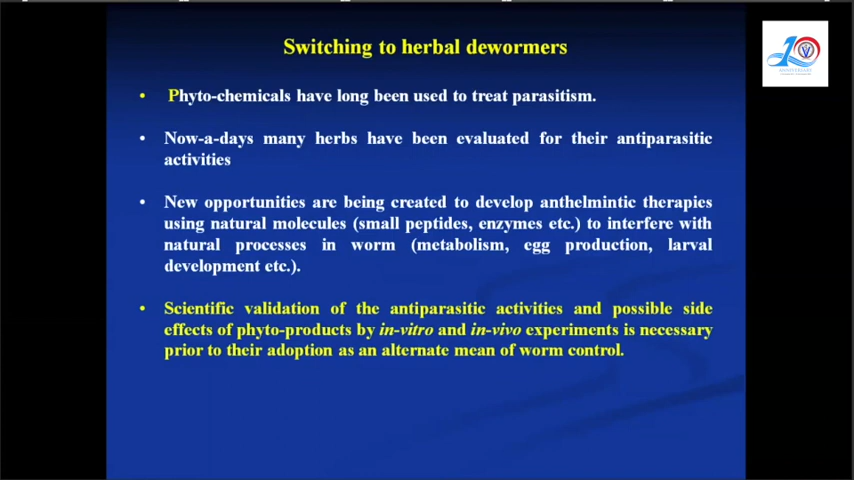 Switching to herbal dewormers
• Phyto-chemicals have long been used to treat parasitism.
• Now-a-days many herbs have been evaluated for their antiparasitic
activities
• New opportunities are being created to develop anthelmintic therapies
using natural molecules (small peptides, enzymes etc.) to interfere with
natural processes in worm (metabolism, egg production, larval
development etc.).
• Scientific validation of the antiparasitic activities and possible side
effects of phyto-products by in-vitro and in-vivo experiments is necessary
prior to their adoption as an alternate mean of worm control.
10